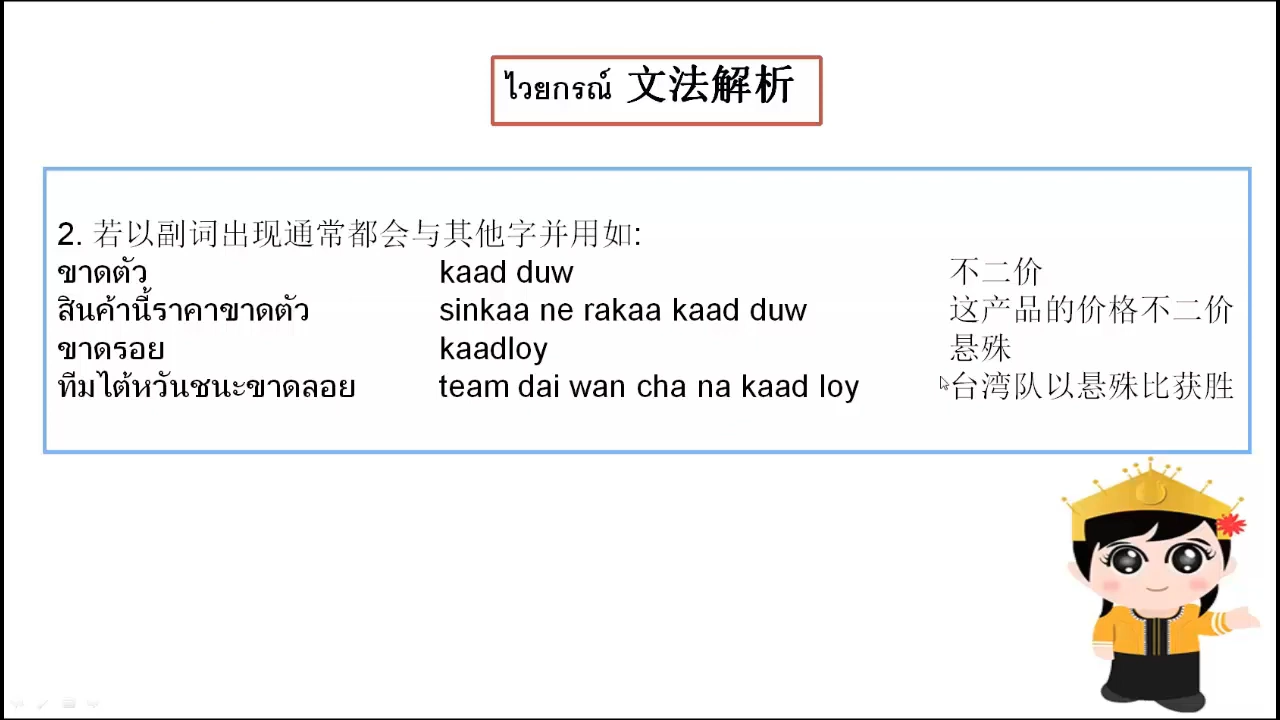 ไวยกรณ์ 文法解析
2. 若以副词出现通常都会与其他字并用如:
ขาดตัว kaad duw 不二价
สินค้านี้ราคาขาดตัว sinkaa ne rakaa kaad duw 这产品的价格不二价
ขาดรอย kaadloy 悬殊
ทีมไต้หวันชนะขาดลอย team dai wan cha na kaad loy 台湾队以悬殊比获胜